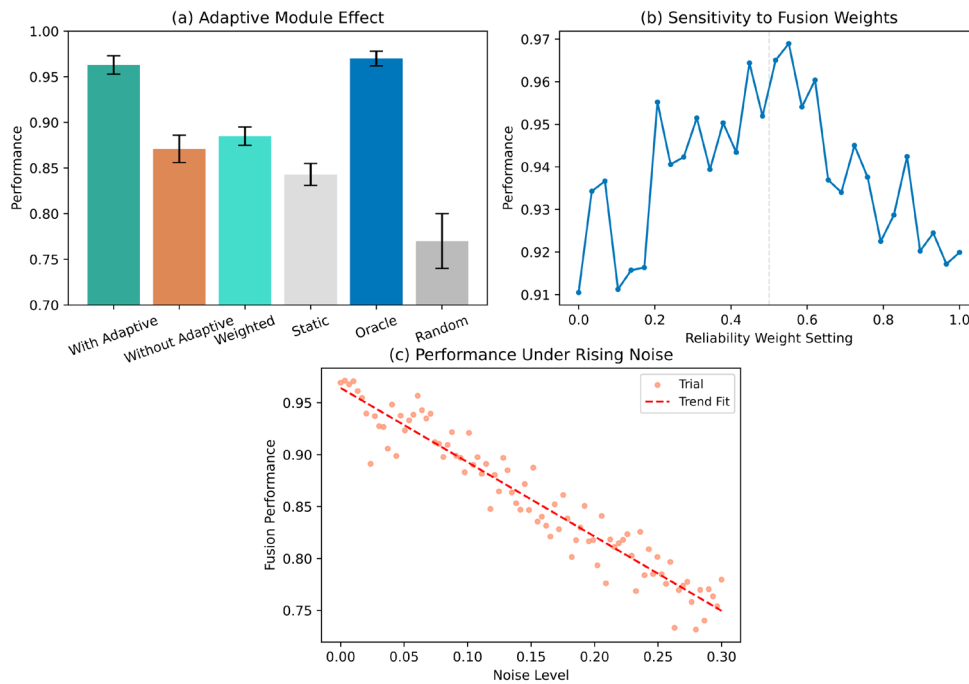 (a) Adaptive Module Effect
Performance
1.00
0.95
0.90
0.85
0.80
0.75
0.70
With Adaptive
Without Adaptive
Weighted
Static
Oracle
Random
(b) Sensitivity to Fusion Weights
Performance
0.97
0.96
0.95
0.94
0.93
0.92
0.91
0.0 0.2 0.4 0.6 0.8 1.0
Reliability Weight Setting
(c) Performance Under Rising Noise
Fusion Performance
0.95
0.90
0.85
0.80
0.75
Trial
Trend Fit
0.00 0.05 0.10 0.15 0.20 0.25 0.30
Noise Level